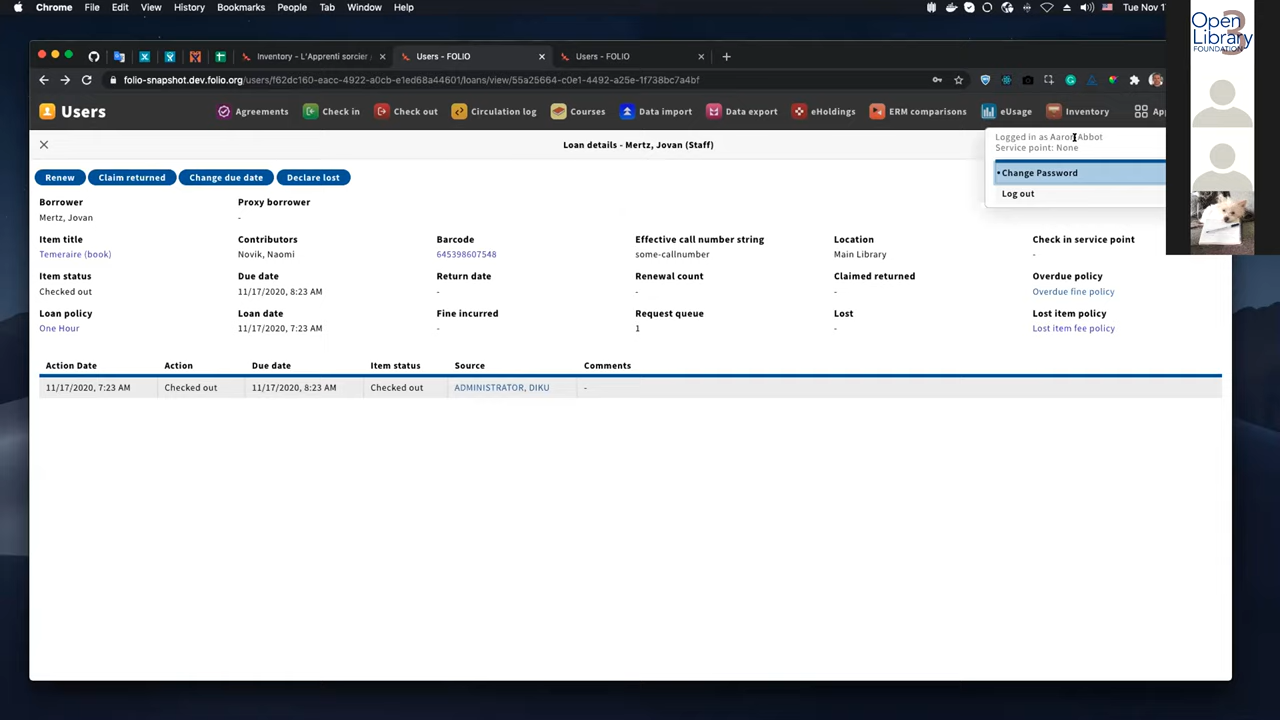 Chrome File Edit View History Bookmarks People Tab Window Help
Tue Nov 1
Open
Library
FOUNDATION
3
Inventory - L'Apprenti sorcier
Users - FOLIO
Users - FOLIO
folio-snapshot.dev.folio.org/users/f62dc160-eacc-4922-a0cb-e1ed68a44601/loans/view/55a25664-c0e1-4492-a25e-1f738bc7a4bf
Users
Agreements Check in Check out Circulation log Courses Data import Data export eHoldings ERM comparisons eUsage Inventory Ap
Logged in as Aaron Abbot
Service point: None
Change Password
Log out
Loan details - Mertz, Jovan (Staff)
Renew Claim returned Change due date Declare lost
Borrower Proxy borrower
Mertz, Jovan -
Item title Contributors Barcode Effective call number string Location Check in service point
Temeraire (book) Novik, Naomi 645398607548 some-callnumber Main Library -
Item status Due date Return date Renewal count Claimed returned Overdue policy
Checked out 11/17/2020, 8:23 AM - - - Overdue fine policy
Loan policy Loan date Fine incurred Request queue Lost Lost item policy
One Hour 11/17/2020, 7:23 AM - 1 - Lost item fee policy
Action Date Action Due date Item status Source Comments
11/17/2020, 7:23 AM Checked out 11/17/2020, 8:23 AM Checked out ADMINISTRATOR, DIKU -